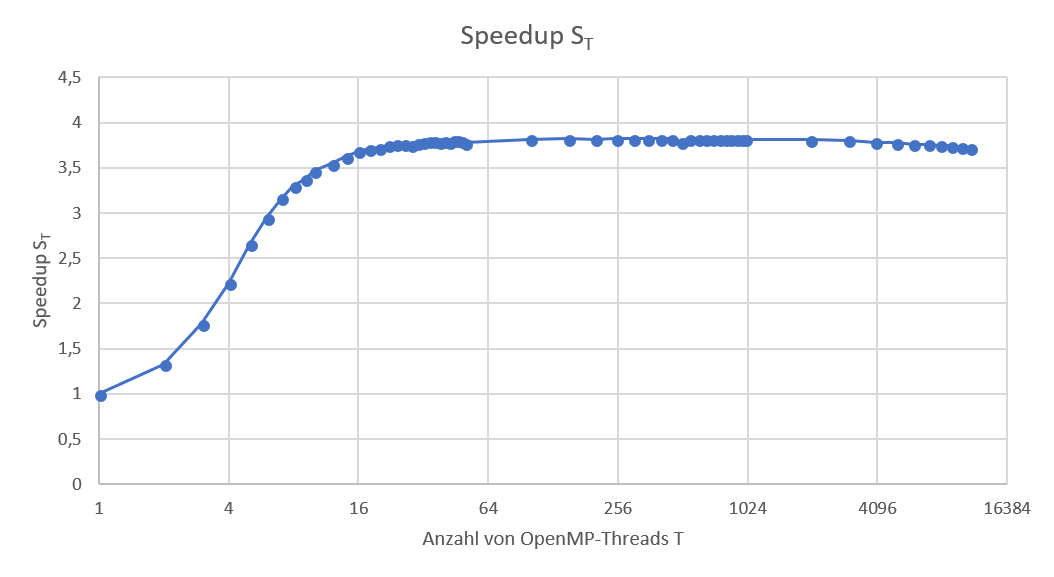 Speedup S_T
4,5
4
3,5
3
2,5
2
1,5
1
0,5
0
Speedup S_T
1 4 16 64 256 1024 4096 16384
Anzahl von OpenMP-Threads T